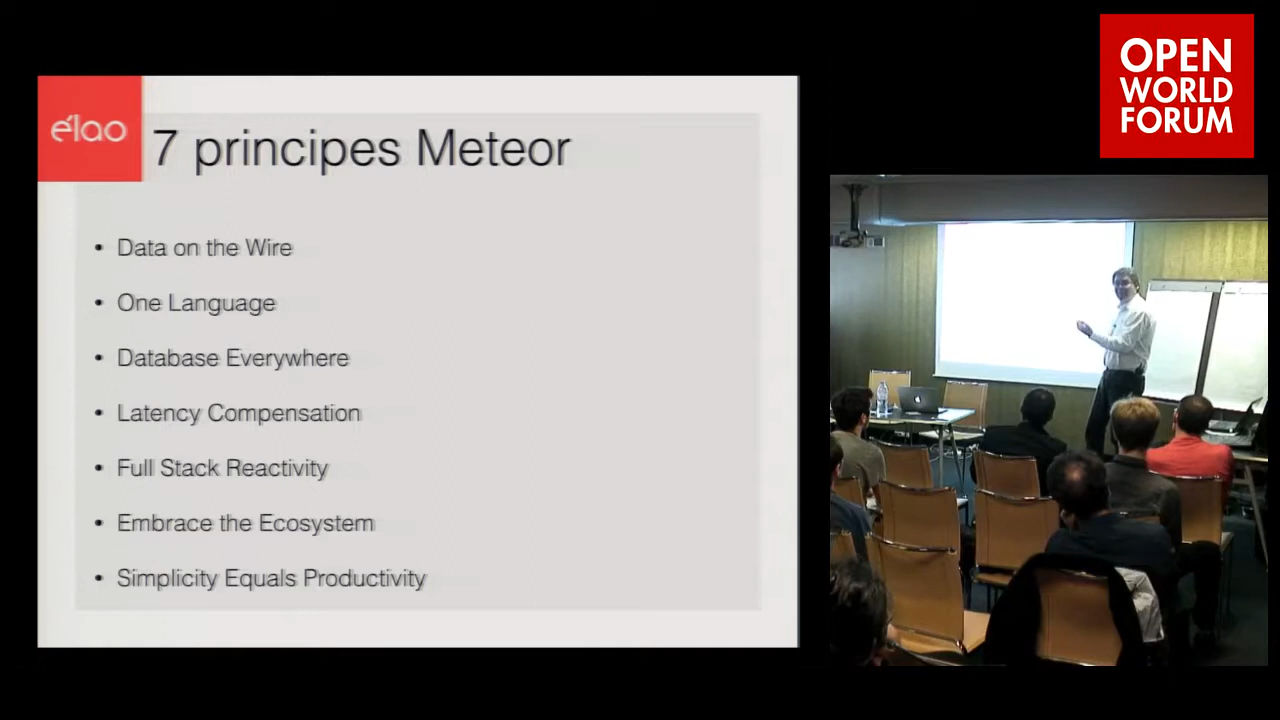 OPEN
WORLD
FORUM
élao
7 principes Meteor
• Data on the Wire
• One Language
• Database Everywhere
• Latency Compensation
• Full Stack Reactivity
• Embrace the Ecosystem
• Simplicity Equals Productivity